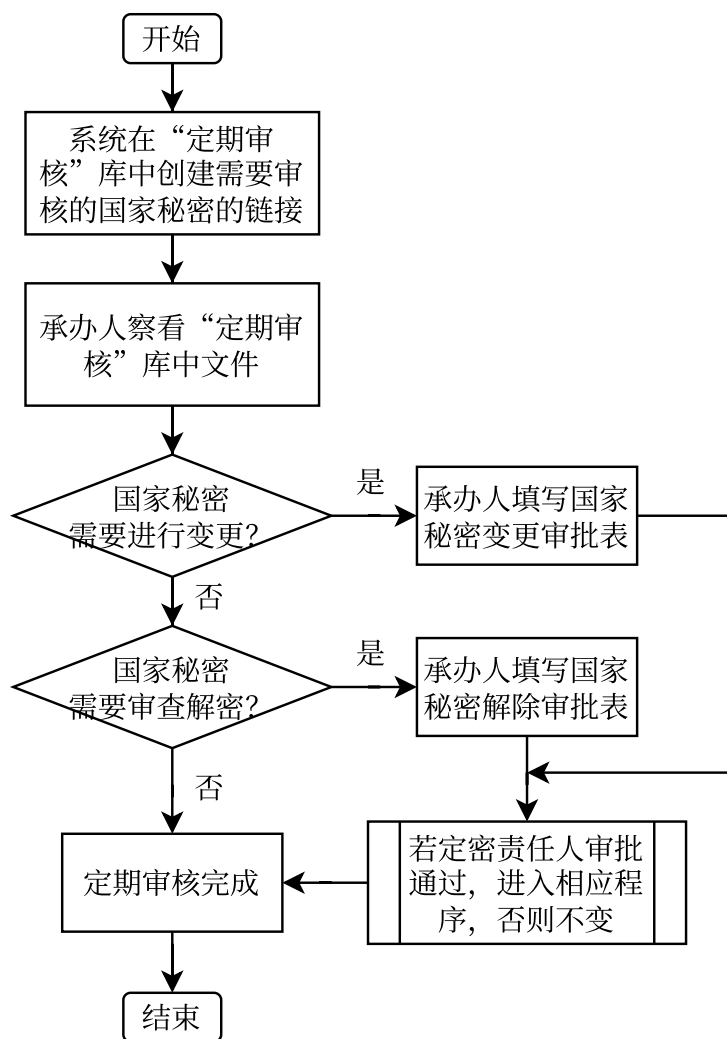 开始
系统在“定期审
核”库中创建需要审
核的国家秘密的链接
承办人察看“定期审
核”库中文件
国家秘密
需要进行变更?
是
承办人填写国家
秘密变更审批表
否
国家秘密
需要审查解密?
是
承办人填写国家
秘密解除审批表
否
若定密责任人审批
通过，进入相应程
序，否则不变
定期审核完成
结束